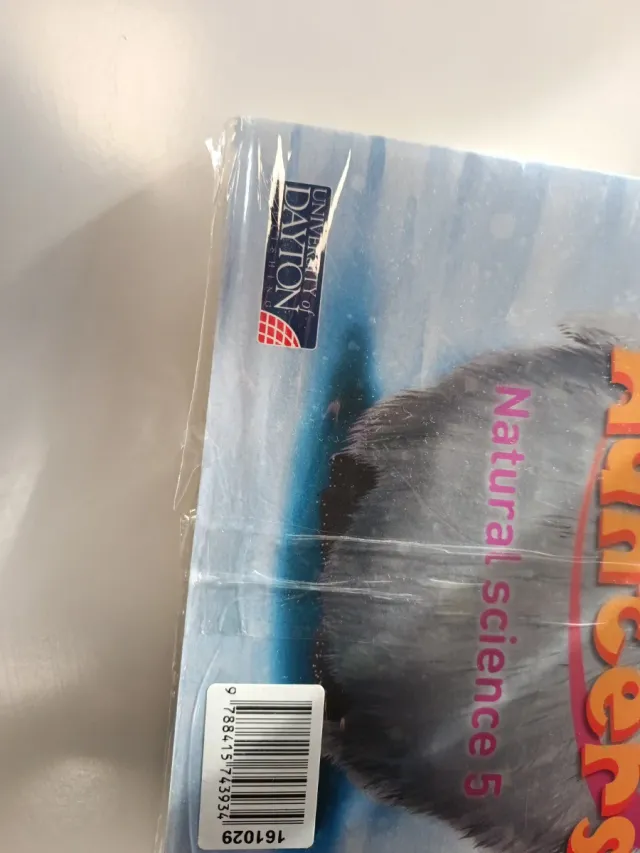 UNIVERSITY of
DAYTON
Natural science 5
9 788415 743934
161029